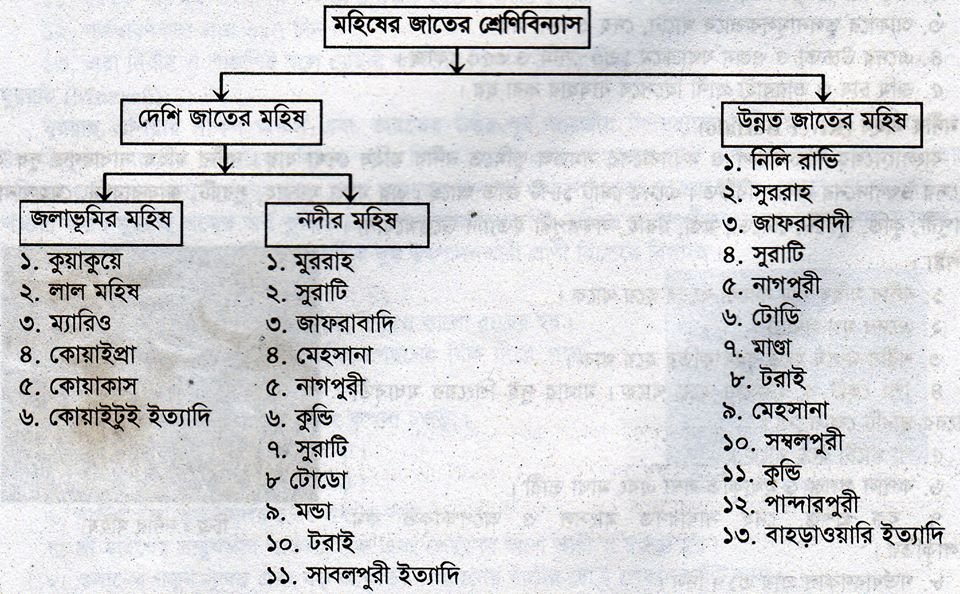 মহিষের জাতের শ্রেণিবিন্যাস
দেশি জাতের মহিষ
জলাভূমির মহিষ
১. কুয়াকুয়ে
২. লাল মহিষ
৩. ম্যারিও
৪. কোয়াইপ্রা
৫. কোয়াকাস
৬. কোয়াইটুই ইত্যাদি
নদীর মহিষ
১. মুররাহ
২. সুরাটি
৩. জাফরাবাদি
৪. মেহসানা
৫. নাগপুরী
৬. কুন্ডি
৭. সুরাটি
৮ টোডো
৯. মন্ডা
১০. টরাই
১১. সাবলপুরী ইত্যাদি
উন্নত জাতের মহিষ
১. নিলি রাভি
২. সুররাহ
৩. জাফরাবাদী
৪. সুরাটি
৫. নাগপুরী
৬. টোডি
৭. মাণ্ডা
৮. টরাই
৯. মেহসানা
১০. সম্বলপুরী
১১. কুন্ডি
১২. পান্দারপুরী
১৩. বাহড়াওয়ারি ইত্যাদি